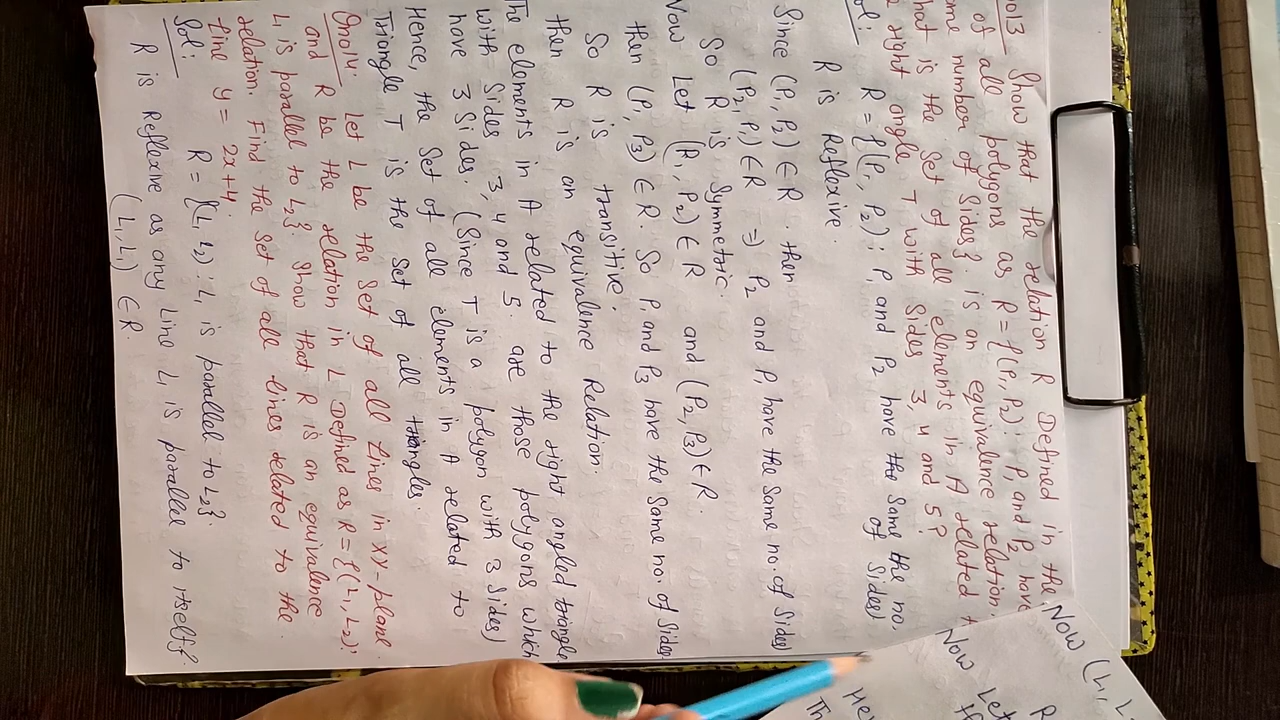 no13 Show that the relation R Defined in the
of all polygons as R = {(P1, P2) : P1 and P2 have
me number of Sides}. is an equivalence relation.
hat is the Set of all elements in A related
right angle T with Sides 3, 4 and 5?
ol: R = {(P1, P2) : P1 and P2 have the Same the no.
of Sides)
R is Reflexive.
Since (P1, P2) ∈ R. then
(P2, P1) ∈ R ⇒ P2 and P1 have the Same no. of Sides)
So R is Symmetric.
Now Let (P1, P2) ∈ R and (P2, P3) ∈ R.
then (P1, P3) ∈ R. So P1 and P3 have the Same no. of Sides.
So R is transitive.
then R is an equivalence Relation.
The elements in A related to the right angled triangle
with Sides 3, 4 and 5. are those polygons which
have 3 Sides. (Since T is a polygon with 3 Sides)
Hence, the Set of all elements in A related to
Triangle T is the Set of all triangles.
Qno14. Let L be the Set of all Lines in XY-plane
and R be the relation in L Defined as R = {(L1, L2):
L1 is parallel to L2}. Show that R is an equivalence
relation. Find the Set of all lines related to the
Line y = 2x+4.
Sol: R = {(L1, L2) : L1 is parallel to L2}
R is Reflexive as any Line L1 is parallel to itself
(L1, L1) ∈ R.
Now (L1, L
R
Now Let
He
Th